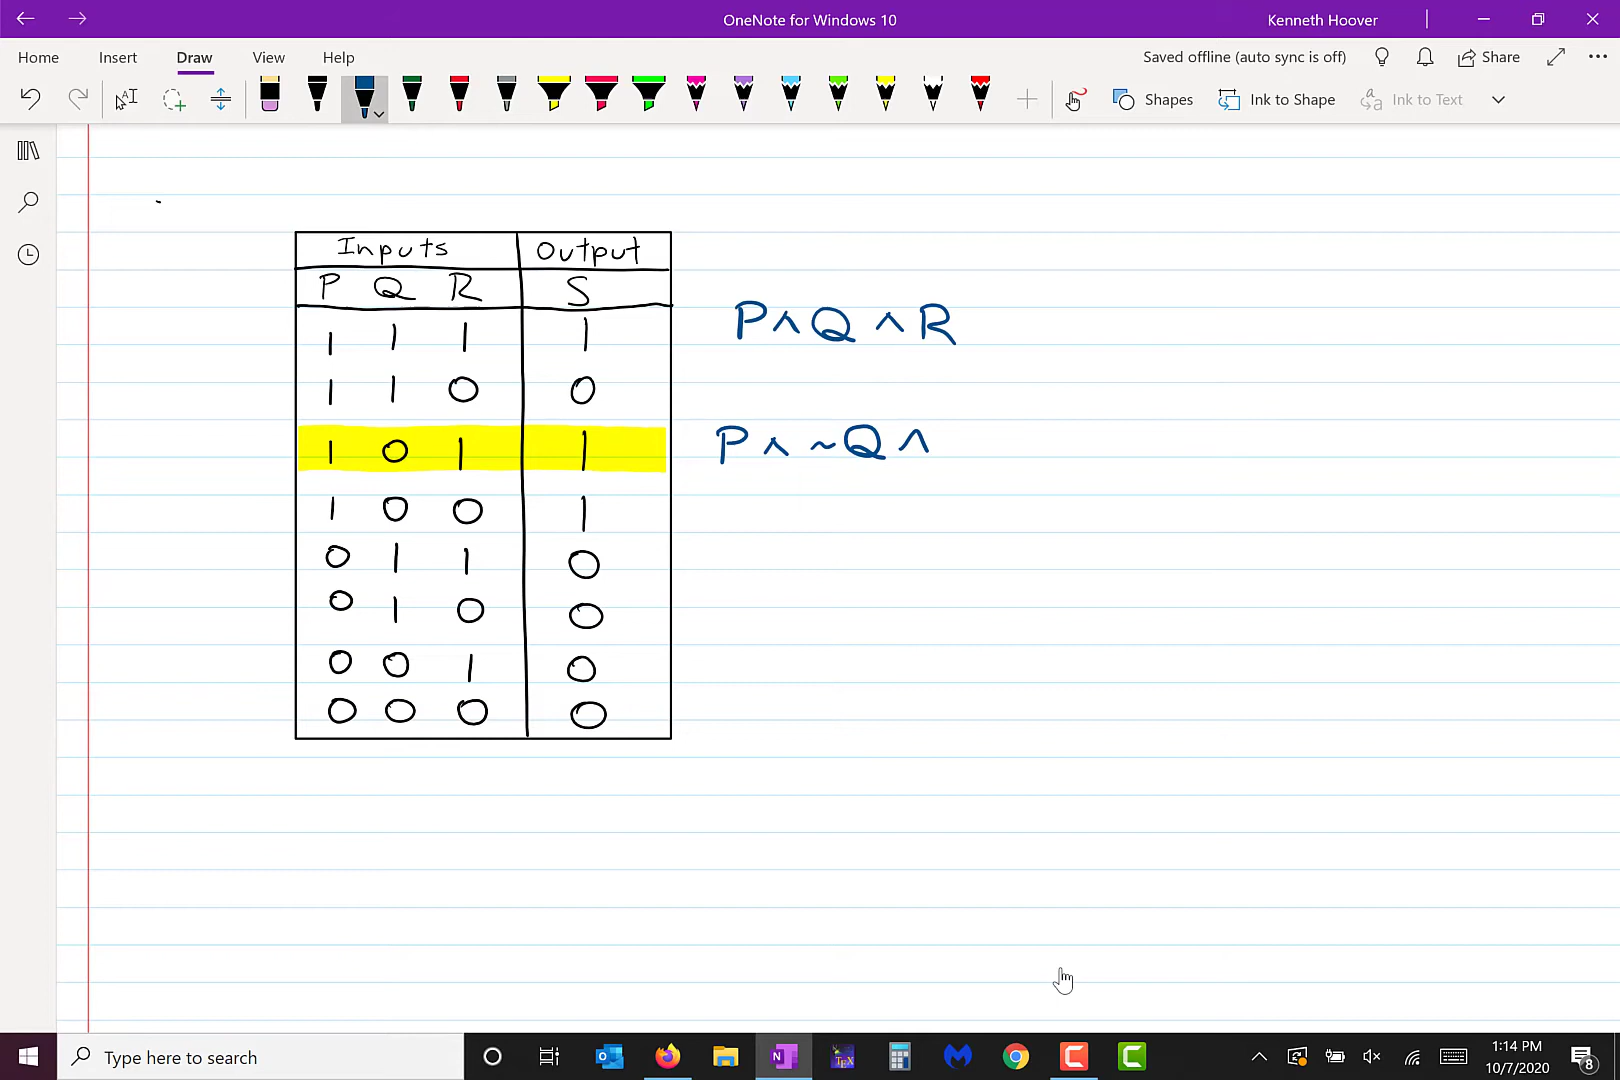 OneNote for Windows 10
Kenneth Hoover
Home Insert Draw View Help
Saved offline (auto sync is off) Share
Shapes Ink to Shape Ink to Text
Inputs Output
P Q R S
1 1 1 1 P∧Q∧R
1 1 0 0
1 0 1 1 P∧~Q∧
1 0 0 1
0 1 1 0
0 1 0 0
0 0 1 0
0 0 0 0
Type here to search
1:14 PM
10/7/2020
8